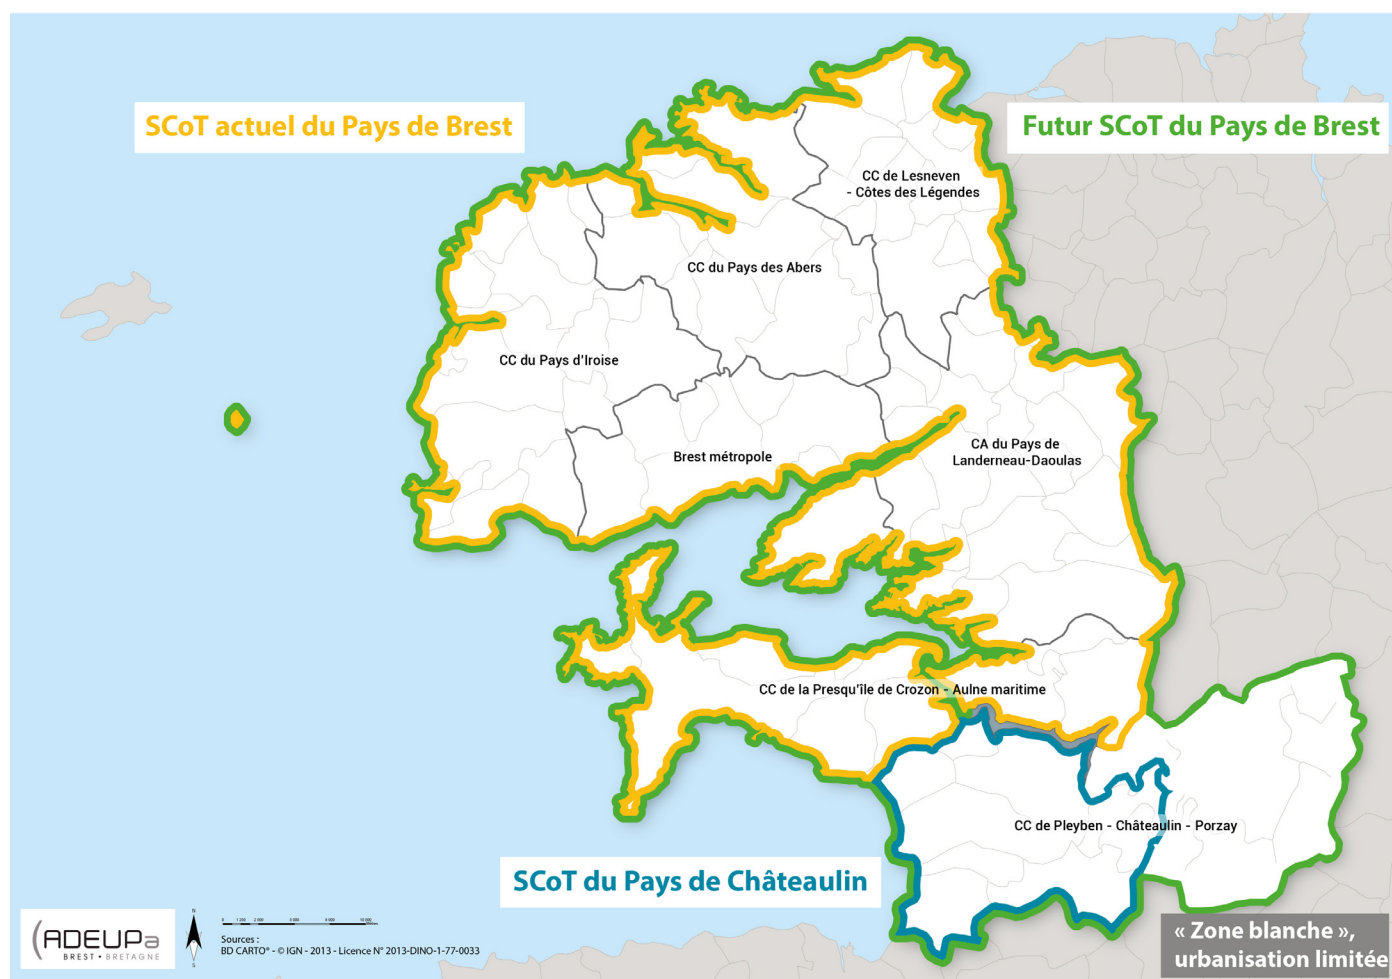 SCoT actuel du Pays de Brest
Futur SCoT du Pays de Brest
CC de Lesneven
- Côtes des Légendes
CC du Pays des Abers
CC du Pays d'Iroise
CA du Pays de
Landerneau-Daoulas
Brest métropole
CC de la Presqu'île de Crozon - Aulne maritime
CC de Pleyben - Châteaulin - Porzay
SCoT du Pays de Châteaulin
« Zone blanche »,
urbanisation limitée
ADEUPa
BREST • BRETAGNE
N
Sources :
BD CARTO® - © IGN - 2013 - Licence N° 2013-DINO-1-77-0033